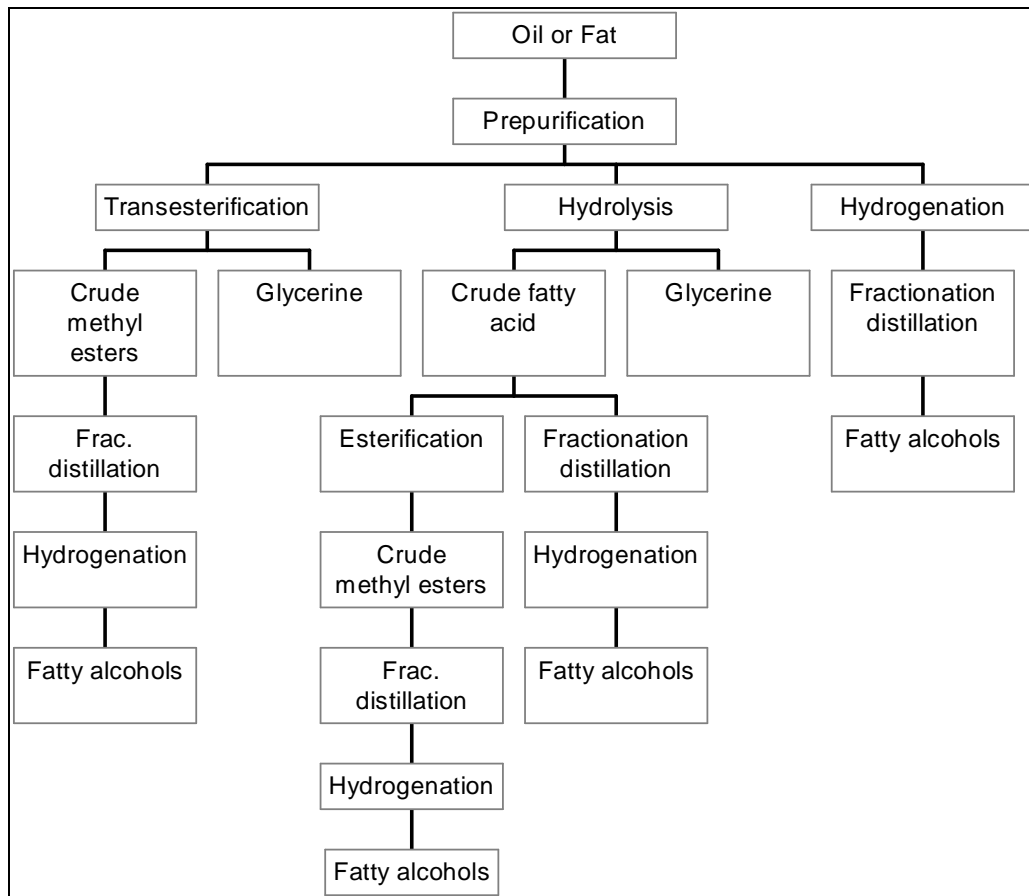 Oil or Fat
Prepurification
Transesterification
Hydrolysis
Hydrogenation
Crude
methyl
esters
Glycerine
Crude fatty
acid
Glycerine
Fractionation
distillation
Frac.
distillation
Esterification
Fractionation
distillation
Fatty alcohols
Hydrogenation
Crude
methyl esters
Hydrogenation
Fatty alcohols
Frac.
distillation
Fatty alcohols
Hydrogenation
Fatty alcohols